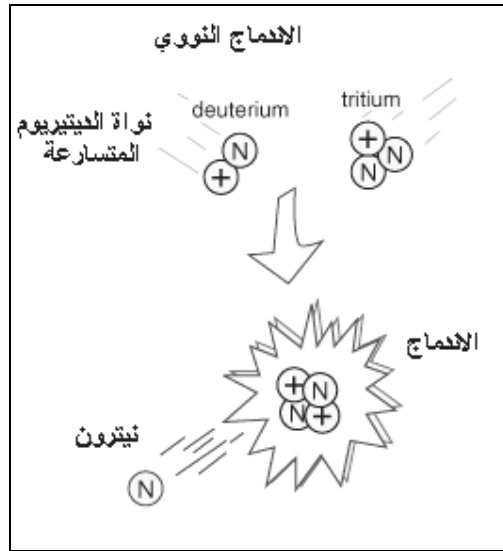 الاندماج النووي
deuterium
tritium
نواة الديتيريوم
المتسارعة
N
+
+
N
N
الاندماج
+
N
N
+
نيترون
N